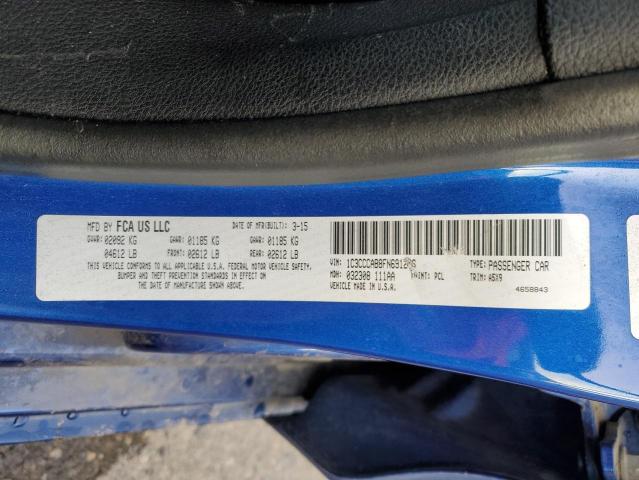 MFD BY FCA US LLC DATE OF MFR(BUILT): 3-15
GVWR: 02092 KG GAWR: 01185 KG GAWR: 01185 KG
04612 LB FRONT: 02612 LB REAR: 02612 LB
THIS VEHICLE CONFORMS TO ALL APPLICABLE U.S.A. FEDERAL MOTOR VEHICLE SAFETY,
BUMPER AND THEFT PREVENTION STANDARDS IN EFFECT ON
THE DATE OF MANUFACTURE SHOWN ABOVE.
VIN: TYPE: PASSENGER CAR
MDH: 032308 111AA PAINT: PCL TRIM: A5X9
VEHICLE MADE IN U.S.A. 4658843